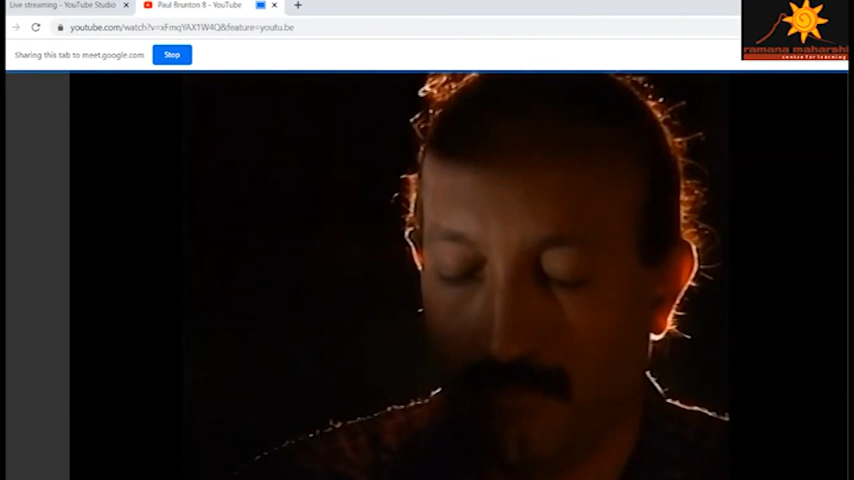 Live streaming - YouTube Studio
Paul Brunton 8 - YouTube
youtube.com/watch?v=xFmqYAX1W4Q&feature=youtu.be
Sharing this tab to meet.google.com
Stop
ramana maharshi
centre for learning